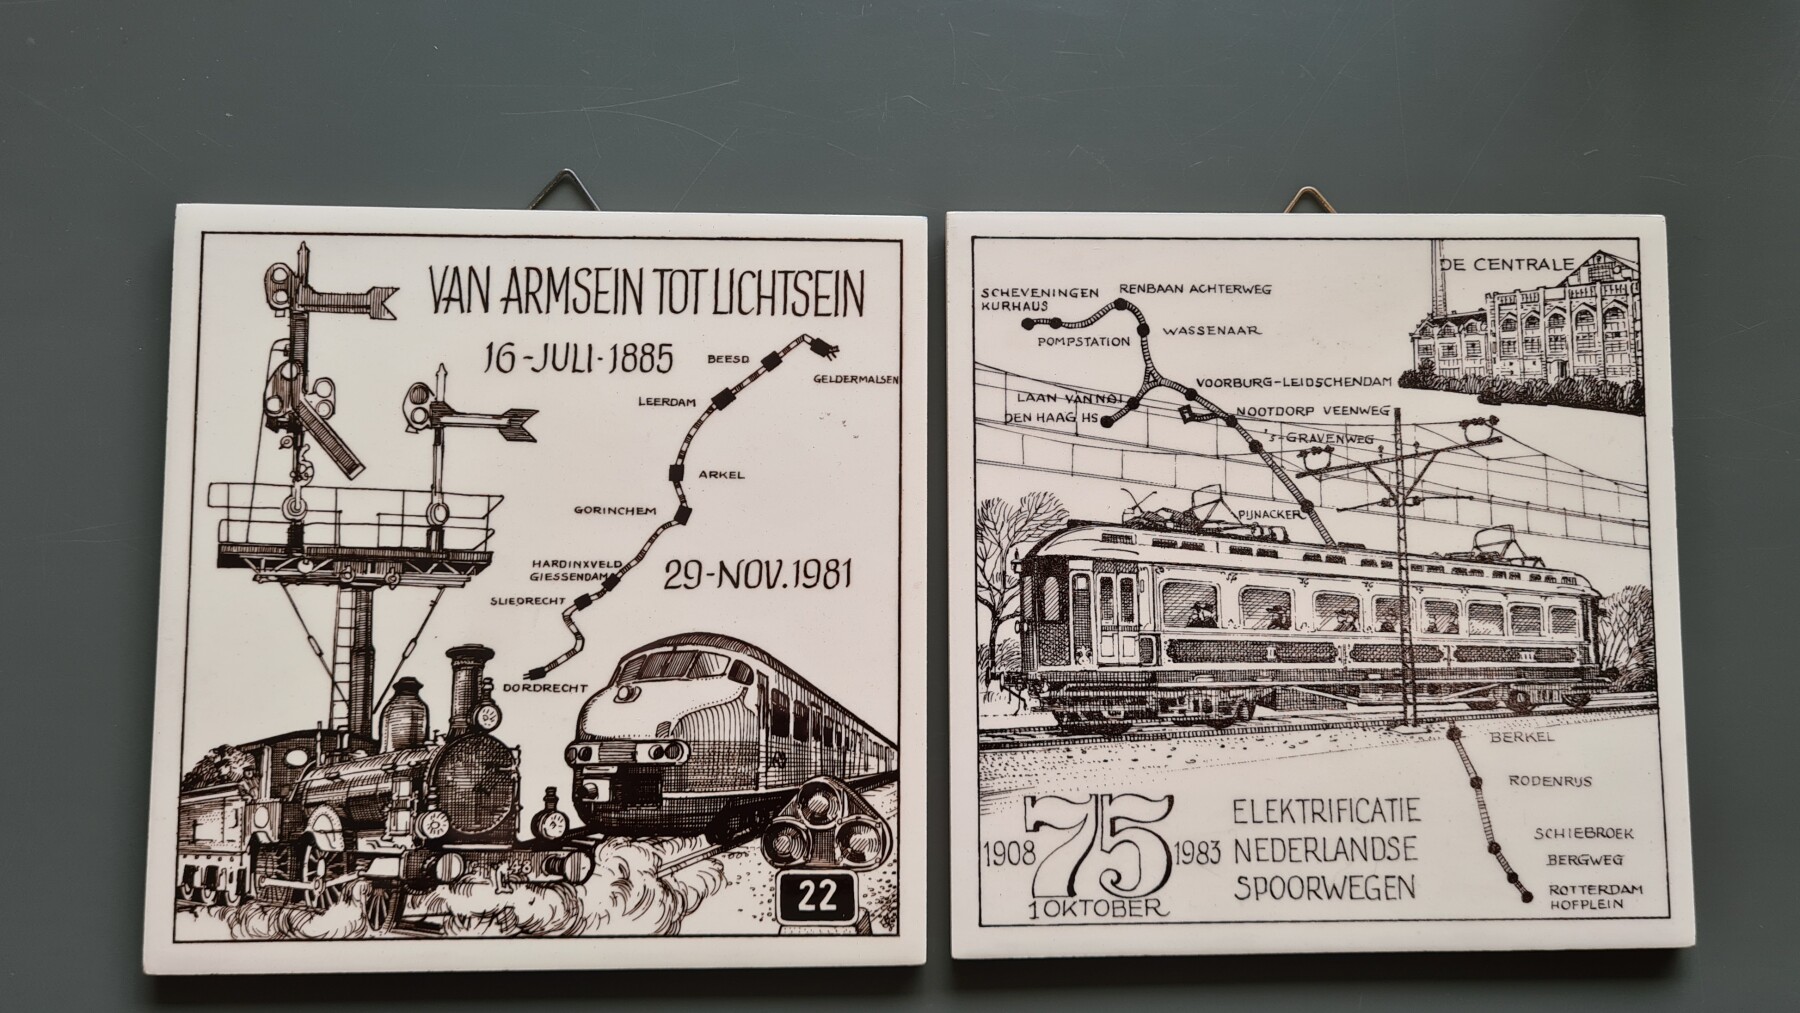 VAN ARMSEIN TOT LICHTSEIN
16-JULI-1885
BEESD
GELDERMALSEN
LEERDAM
ARKEL
GORINCHEM
HARDINXVELD
GIESSENDAM
29-NOV.1981
SLIEDRECHT
DORDRECHT
22
DE CENTRALE
SCHEVENINGEN
KURHAUS
RENBAAN ACHTERWEG
POMPSTATION
WASSENAAR
VOORBURG-LEIDSCHENDAM
LAAN VAN NOI
DEN HAAG HS
NOOTDORP VEENWEG
'S-GRAVENWEG
PIJNACKER
BERKEL
RODENRIJS
SCHIEBROEK
BERGWEG
ROTTERDAM
HOFPLEIN
1908 75 1983
1 OKTOBER
ELEKTRIFICATIE
NEDERLANDSE
SPOORWEGEN